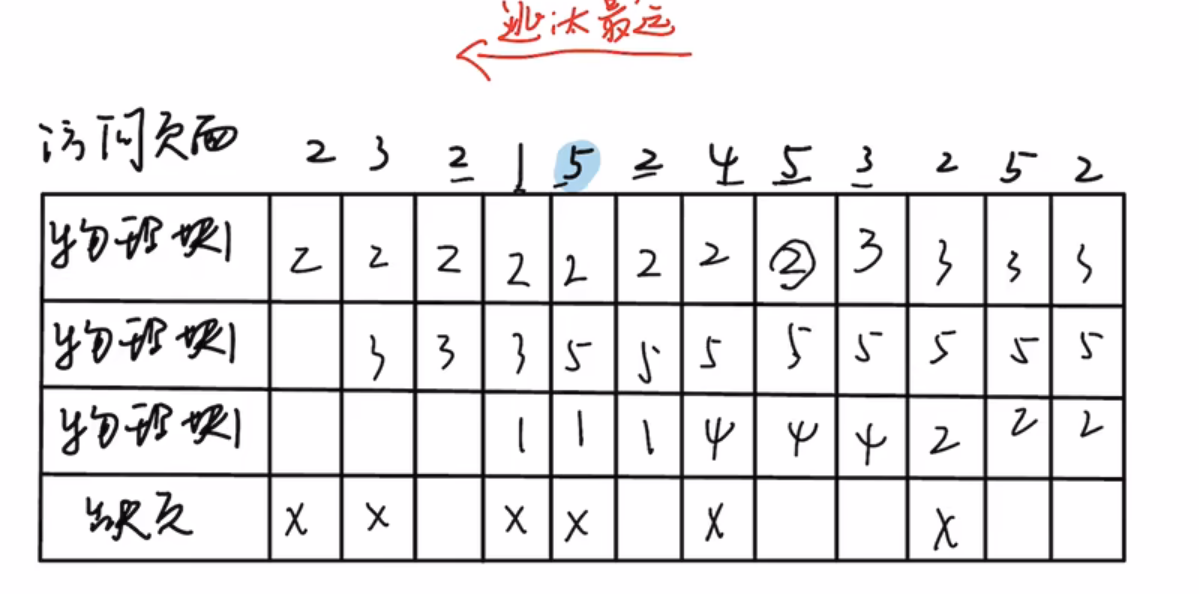 逃汰最远
访问页面 2 3 2 1 5 2 4 5 3 2 5 2
物理块1 2 2 2 2 2 2 2 ② 3 3 3 3
物理块1 3 3 3 5 5 5 5 5 5 5 5
物理块1 1 1 1 4 4 4 2 2 2
缺页 X X X X X X